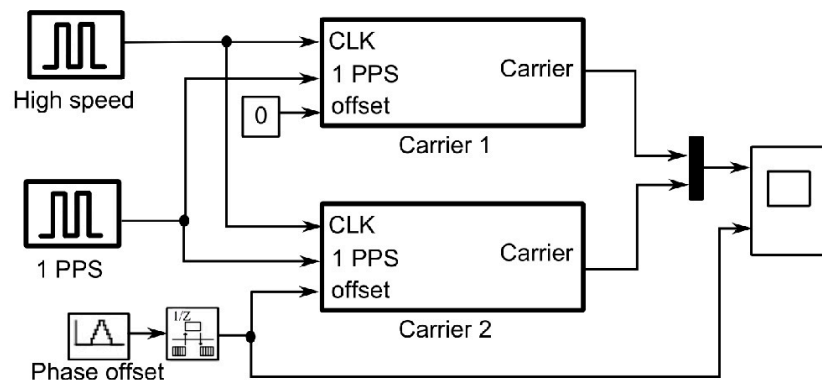 High speed
CLK
1 PPS
offset
Carrier
0
Carrier 1
1 PPS
CLK
1 PPS
offset
Carrier
Carrier 2
1/Z
Phase offset